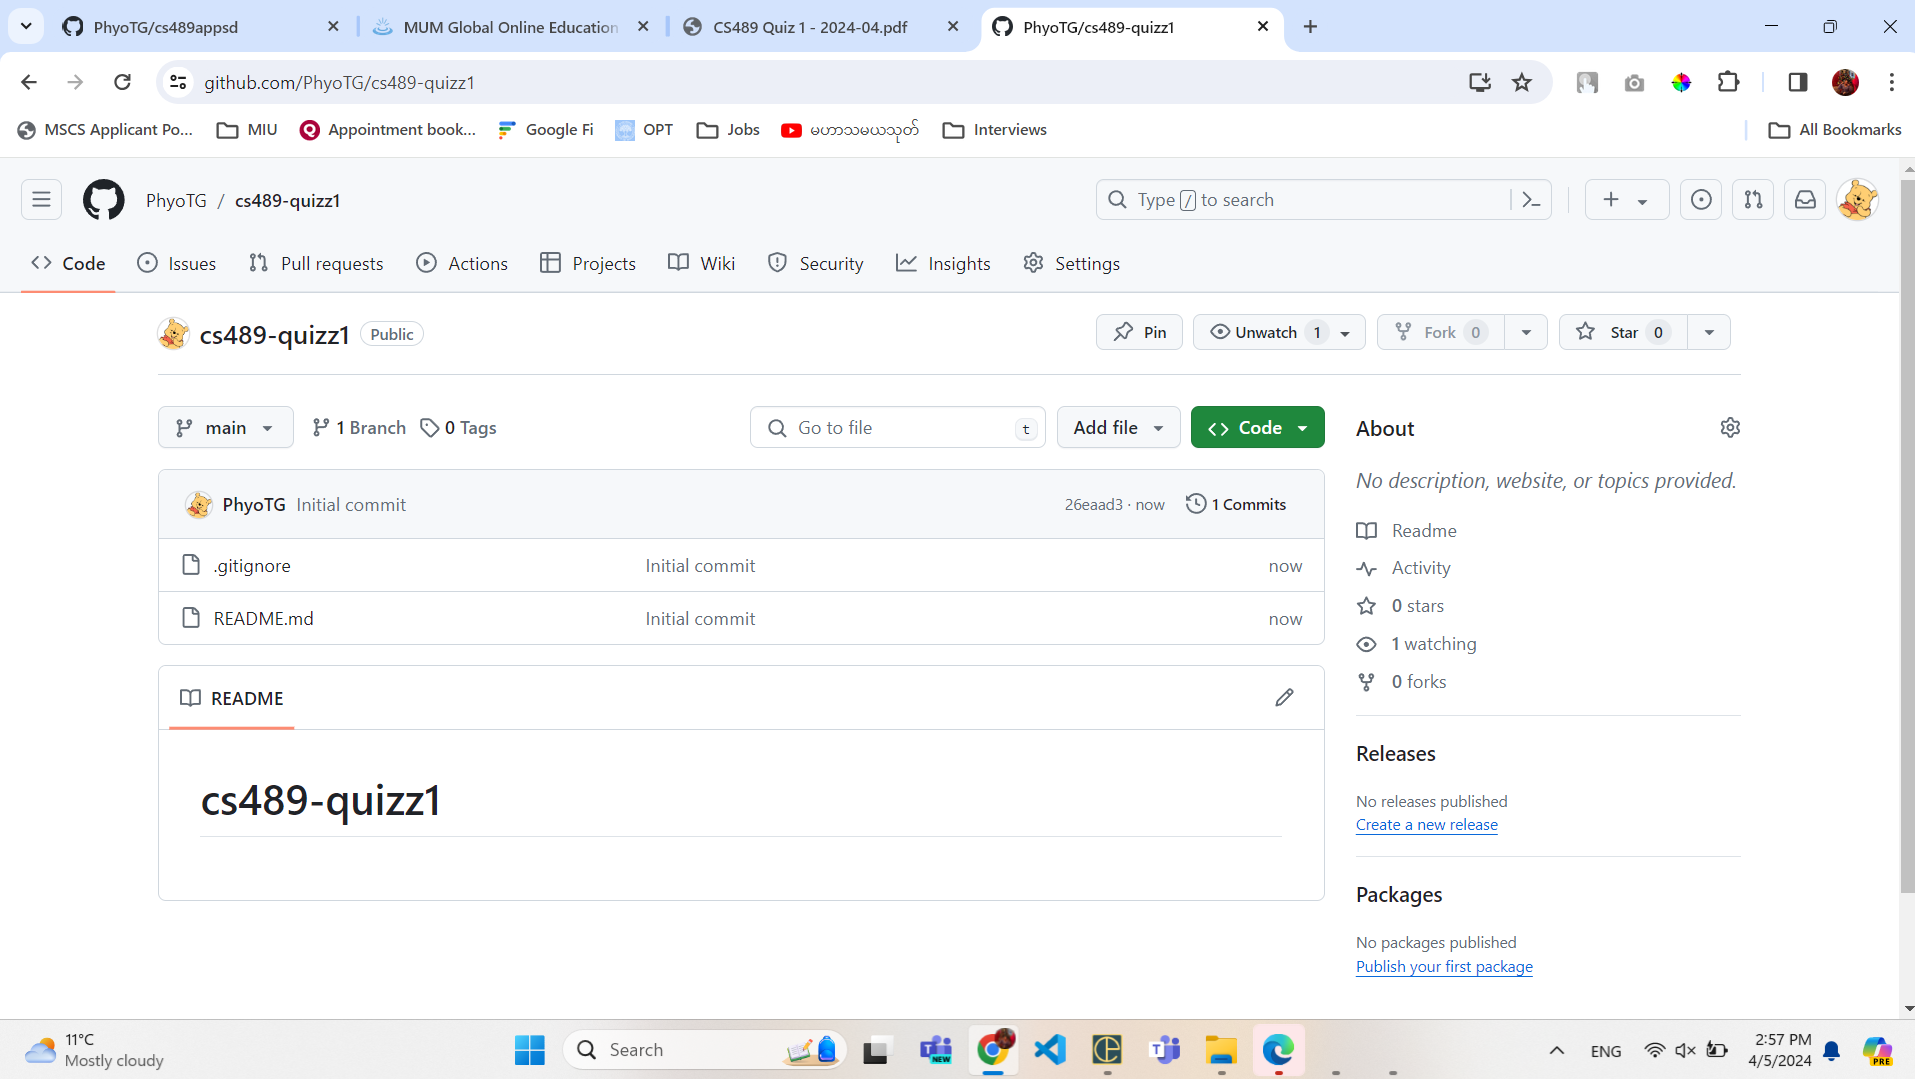 PhyoTG/cs489appsd
MUM Global Online Education
CS489 Quiz 1 - 2024-04.pdf
PhyoTG/cs489-quizz1
github.com/PhyoTG/cs489-quizz1
MSCS Applicant Po...
MIU
Appointment book...
Google Fi
OPT
Jobs
မဟာသမယသုတ်
Interviews
All Bookmarks
PhyoTG / cs489-quizz1
Type / to search
Code
Issues
Pull requests
Actions
Projects
Wiki
Security
Insights
Settings
cs489-quizz1 Public
Pin
Unwatch 1
Fork 0
Star 0
main
1 Branch
0 Tags
Go to file t
Add file
Code
About
No description, website, or topics provided.
PhyoTG Initial commit
26eaad3 · now
1 Commits
.gitignore Initial commit now
README.md Initial commit now
Readme
Activity
0 stars
1 watching
0 forks
README
cs489-quizz1
Releases
No releases published
Create a new release
Packages
No packages published
Publish your first package
11°C
Mostly cloudy
Search
NEW
ENG
2:57 PM
4/5/2024
PRE